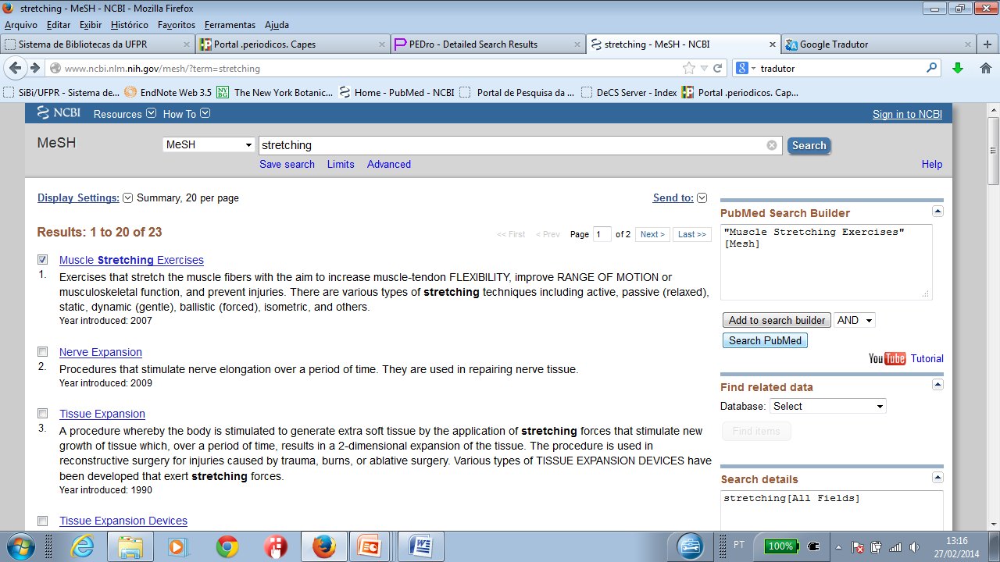 stretching - MeSH - NCBI - Mozilla Firefox
Arquivo Editar Exibir Histórico Favoritos Ferramentas Ajuda
Sistema de Bibliotecas da UFPR
Portal .periodicos. Capes
PEDro - Detailed Search Results
stretching - MeSH - NCBI
Google Tradutor
www.ncbi.nlm.nih.gov/mesh/?term=stretching
tradutor
SiBi/UFPR - Sistema de... EndNote Web 3.5 The New York Botanic... Home - PubMed - NCBI Portal de Pesquisa da ... DeCS Server - Index Portal .periodicos. Cap...
NCBI Resources How To Sign in to NCBI
MeSH MeSH stretching Search
Save search Limits Advanced Help
Display Settings: Summary, 20 per page Send to:
Results: 1 to 20 of 23
<< First < Prev Page 1 of 2 Next > Last >>
Muscle Stretching Exercises
1. Exercises that stretch the muscle fibers with the aim to increase muscle-tendon FLEXIBILITY, improve RANGE OF MOTION or
musculoskeletal function, and prevent injuries. There are various types of stretching techniques including active, passive (relaxed),
static, dynamic (gentle), ballistic (forced), isometric, and others.
Year introduced: 2007
Nerve Expansion
2. Procedures that stimulate nerve elongation over a period of time. They are used in repairing nerve tissue.
Year introduced: 2009
Tissue Expansion
3. A procedure whereby the body is stimulated to generate extra soft tissue by the application of stretching forces that stimulate new
growth of tissue which, over a period of time, results in a 2-dimensional expansion of the tissue. The procedure is used in
reconstructive surgery for injuries caused by trauma, burns, or ablative surgery. Various types of TISSUE EXPANSION DEVICES have
been developed that exert stretching forces.
Year introduced: 1990
Tissue Expansion Devices
PubMed Search Builder
"Muscle Stretching Exercises"
[Mesh]
Add to search builder AND
Search PubMed
YouTube Tutorial
Find related data
Database: Select
Find items
Search details
stretching[All Fields]
PT 100% 13:16
27/02/2014